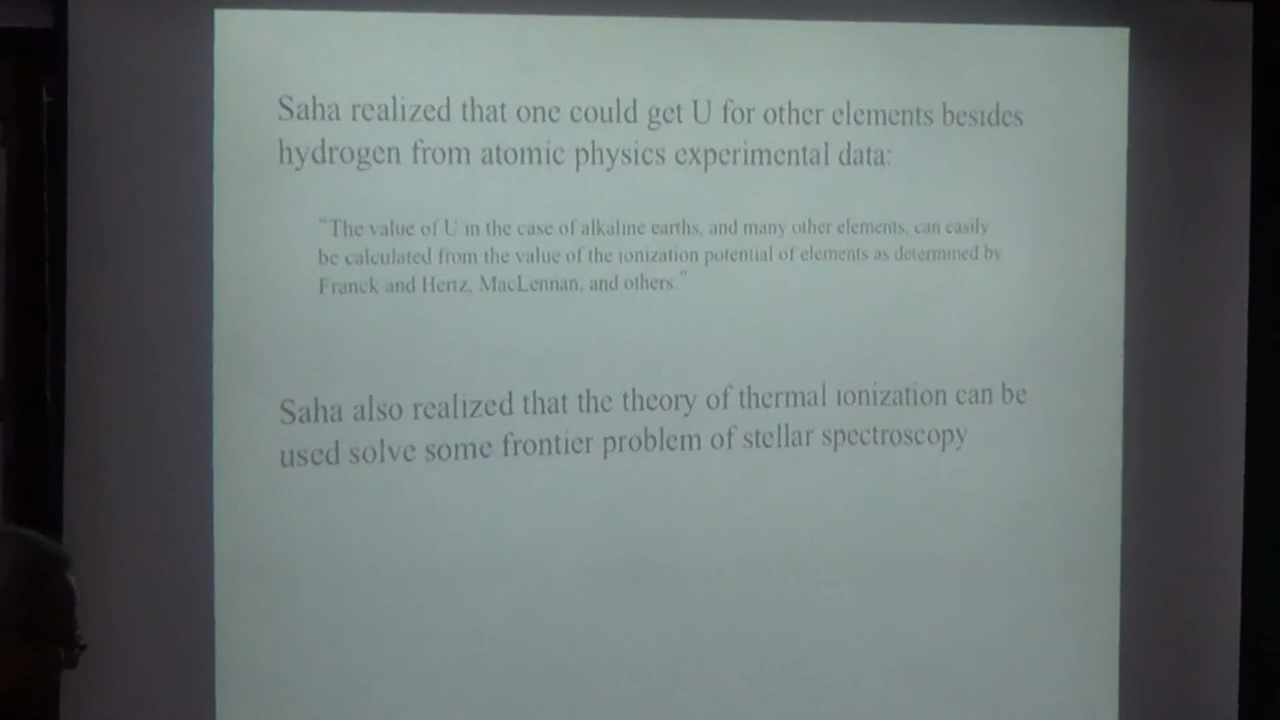 Saha realized that one could get U for other elements besides
hydrogen from atomic physics experimental data:
"The value of U in the case of alkaline earths, and many other elements, can easily
be calculated from the value of the ionization potential of elements as determined by
Franck and Hertz, MacLennan, and others."
Saha also realized that the theory of thermal ionization can be
used solve some frontier problem of stellar spectroscopy